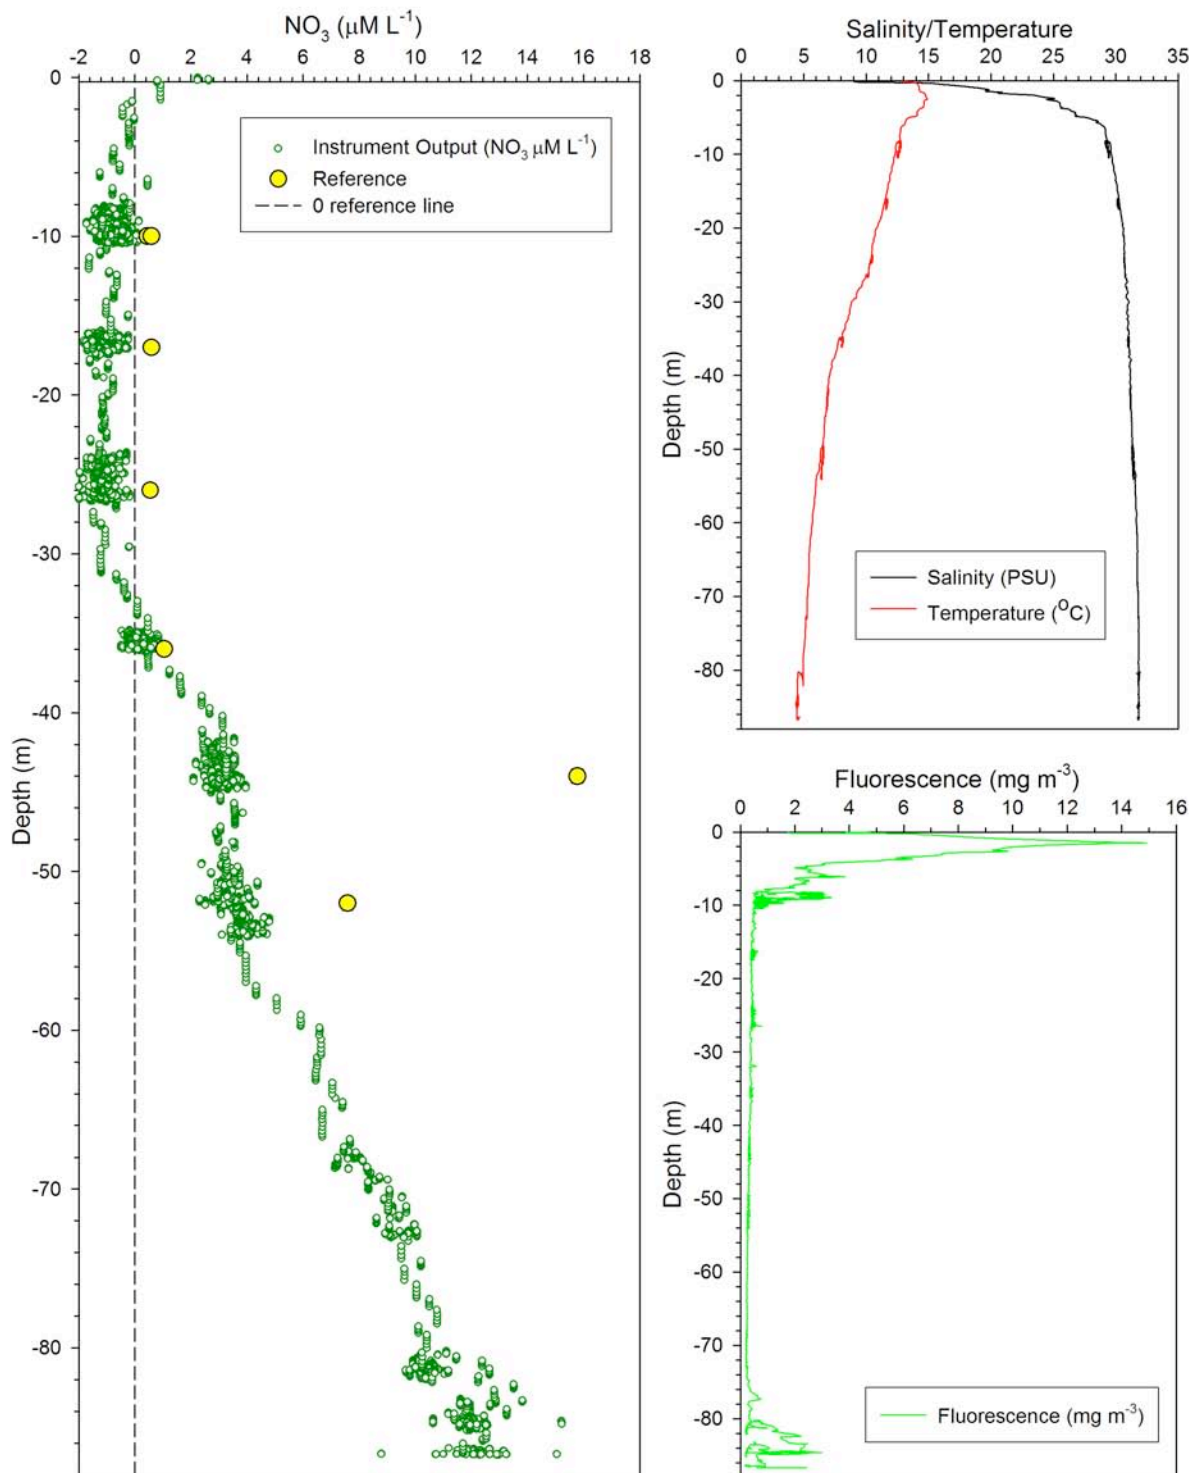 NO₃ (μM L⁻¹)
-2 0 2 4 6 8 10 12 14 16 18
0
-10
-20
-30
-40
-50
-60
-70
-80
Depth (m)
Instrument Output (NO₃ μM L⁻¹)
Reference
0 reference line
Salinity/Temperature
0 5 10 15 20 25 30 35
0
-10
-20
-30
-40
-50
-60
-70
-80
Depth (m)
Salinity (PSU)
Temperature (ᴼC)
Fluorescence (mg m⁻³)
0 2 4 6 8 10 12 14 16
0
-10
-20
-30
-40
-50
-60
-70
-80
Depth (m)
Fluorescence (mg m⁻³)